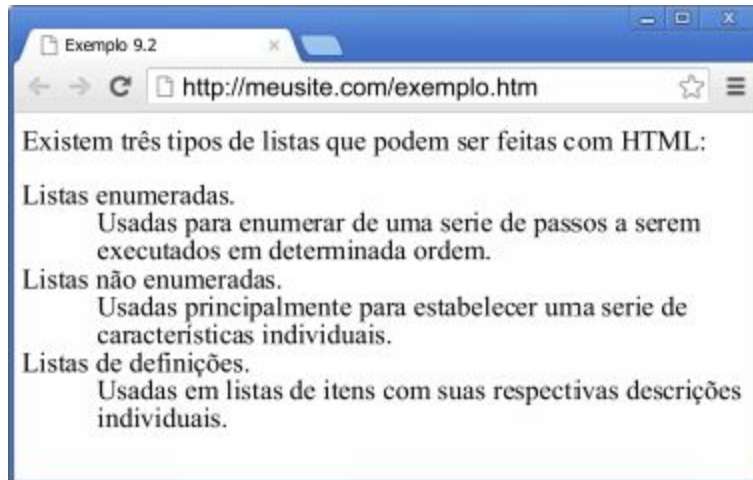 Exemplo 9.2
http://meusite.com/exemplo.htm
Existem três tipos de listas que podem ser feitas com HTML:
Listas enumeradas.
Usadas para enumerar de uma serie de passos a serem
executados em determinada ordem.
Listas não enumeradas.
Usadas principalmente para estabelecer uma serie de
caracteristicas individuais.
Listas de definições.
Usadas em listas de itens com suas respectivas descrições
individuais.